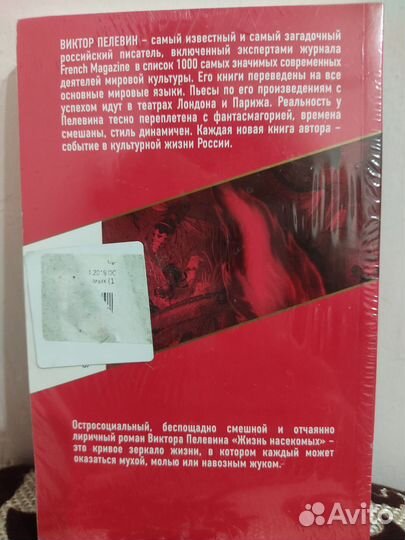 ВИКТОР ПЕЛЕВИН – самый известный и самый загадочный
российский писатель, включенный экспертами журнала
French Magazine в список 1000 самых значимых современных
деятелей мировой культуры. Его книги переведены на все
основные мировые языки. Пьесы по его произведениям с
успехом идут в театрах Лондона и Парижа. Реальность у
Пелевина тесно переплетена с фантасмагорией, времена
смешаны, стиль динамичен. Каждая новая книга автора –
событие в культурной жизни России.
Остросоциальный, беспощадно смешной и отчаянно
лиричный роман Виктора Пелевина «Жизнь насекомых» –
это кривое зеркало жизни, в котором каждый может
оказаться мухой, молью или навозным жуком.
Avito